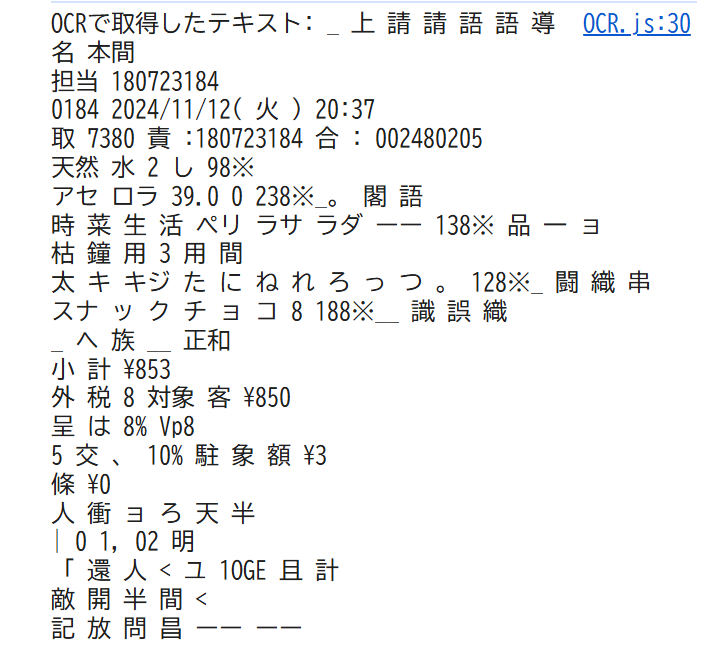 OCRで取得したテキスト: _ 上 請 請 語 語 導 OCR.js:30
名 本間
担当 180723184
0184 2024/11/12( 火 ) 20:37
取 7380 責 :180723184 合 : 002480205
天然 水 2 し 98※
アセ ロラ 39.0 0 238※_。 閣 語
時 菜 生 活 ペリ ラサ ラダ ーー 138※ 品 一 ョ
枯 鐘 用 3 用 間
太 キ キジ た に ね れ ろ っ つ 。 128※_ 闘 織 串
スナ ッ ク チ ョ コ 8 188※__ 識 誤 織
_ へ 族 __ 正和
小 計 ¥853
外 税 8 対象 客 ¥850
呈 は 8% Vp8
5 交 、 10% 駐 象 額 ¥3
條 ¥0
人 衝 ョ ろ 天 半
| 0 1, 02 明
「 還 人 < ユ 10GE 且 計
敵 開 半 間 <
記 放 問 昌 ーー ーー